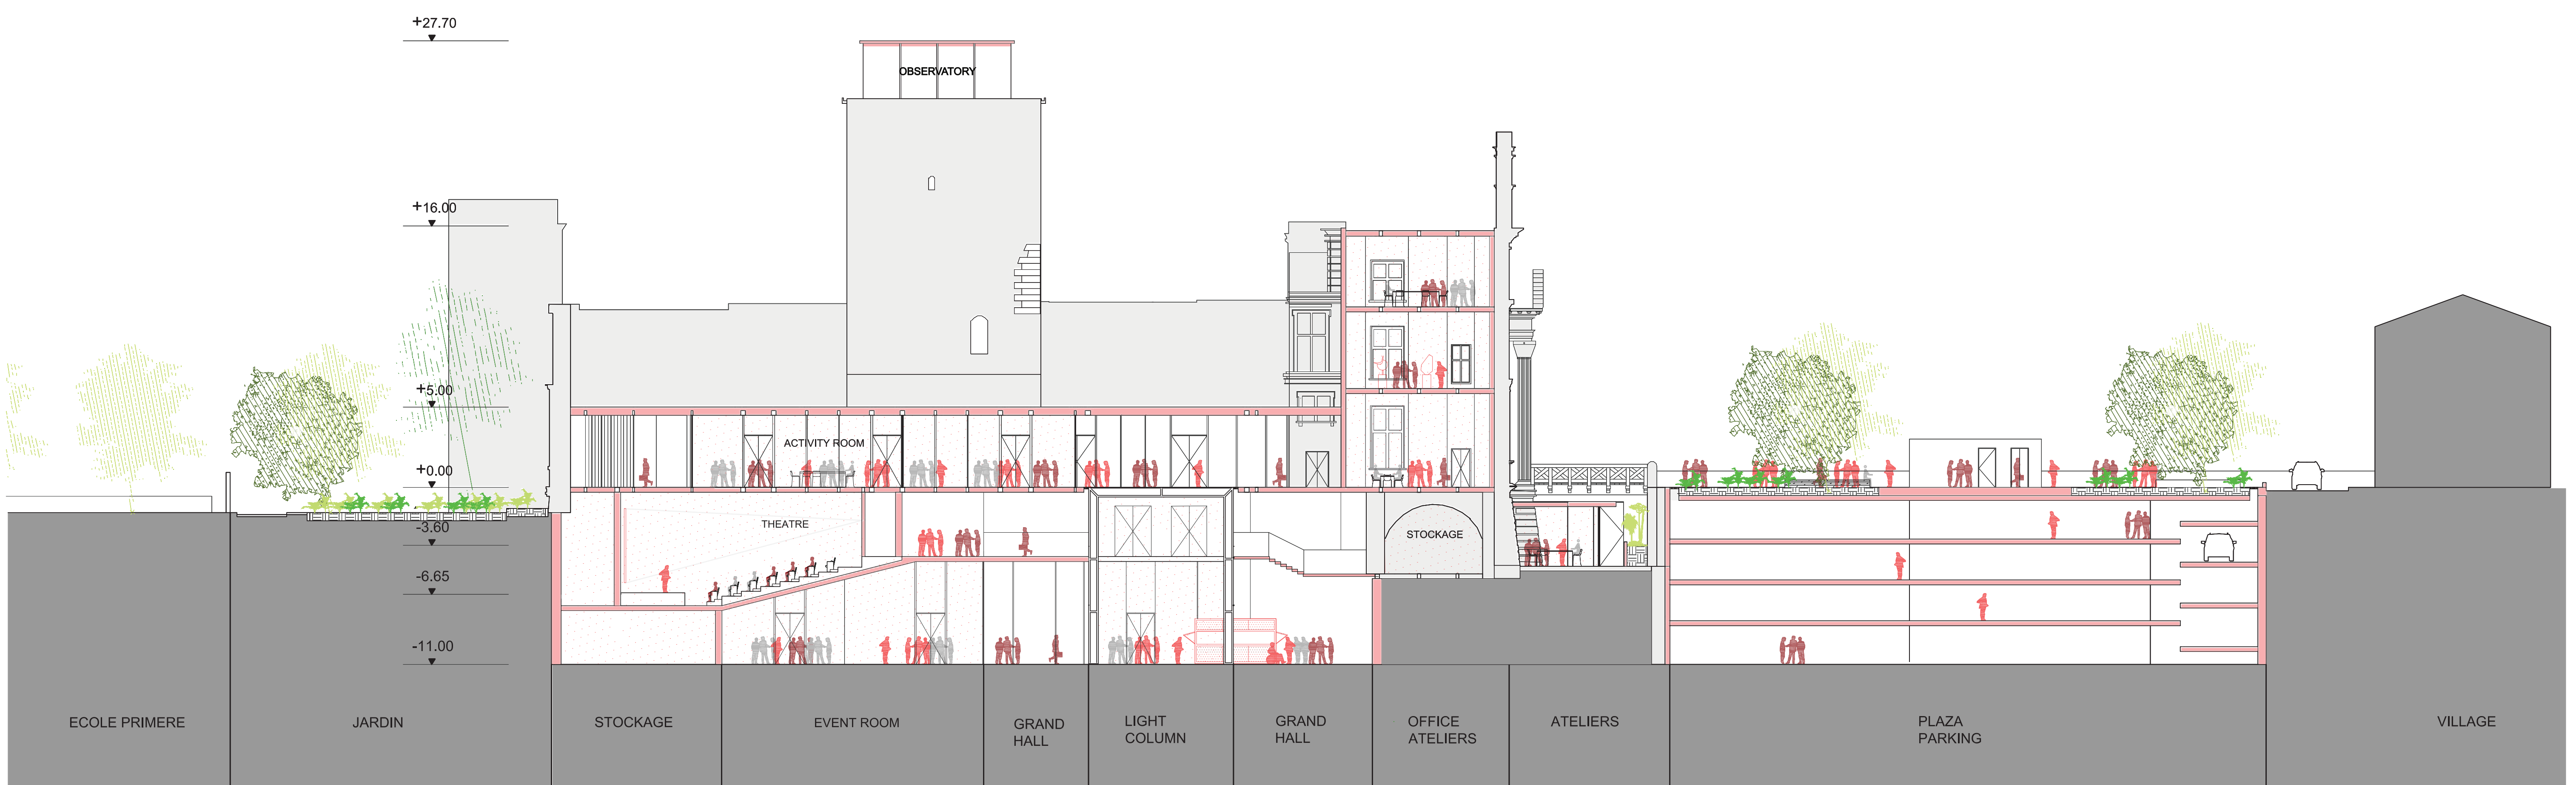 +27.70
OBSERVATORY
+16.00
+5.00
ACTIVITY ROOM
+0.00
THEATRE
-3.60
STOCKAGE
-6.65
-11.00
ECOLE PRIMERE
JARDIN
STOCKAGE
EVENT ROOM
GRAND
HALL
LIGHT
COLUMN
GRAND
HALL
OFFICE
ATELIERS
ATELIERS
PLAZA
PARKING
VILLAGE